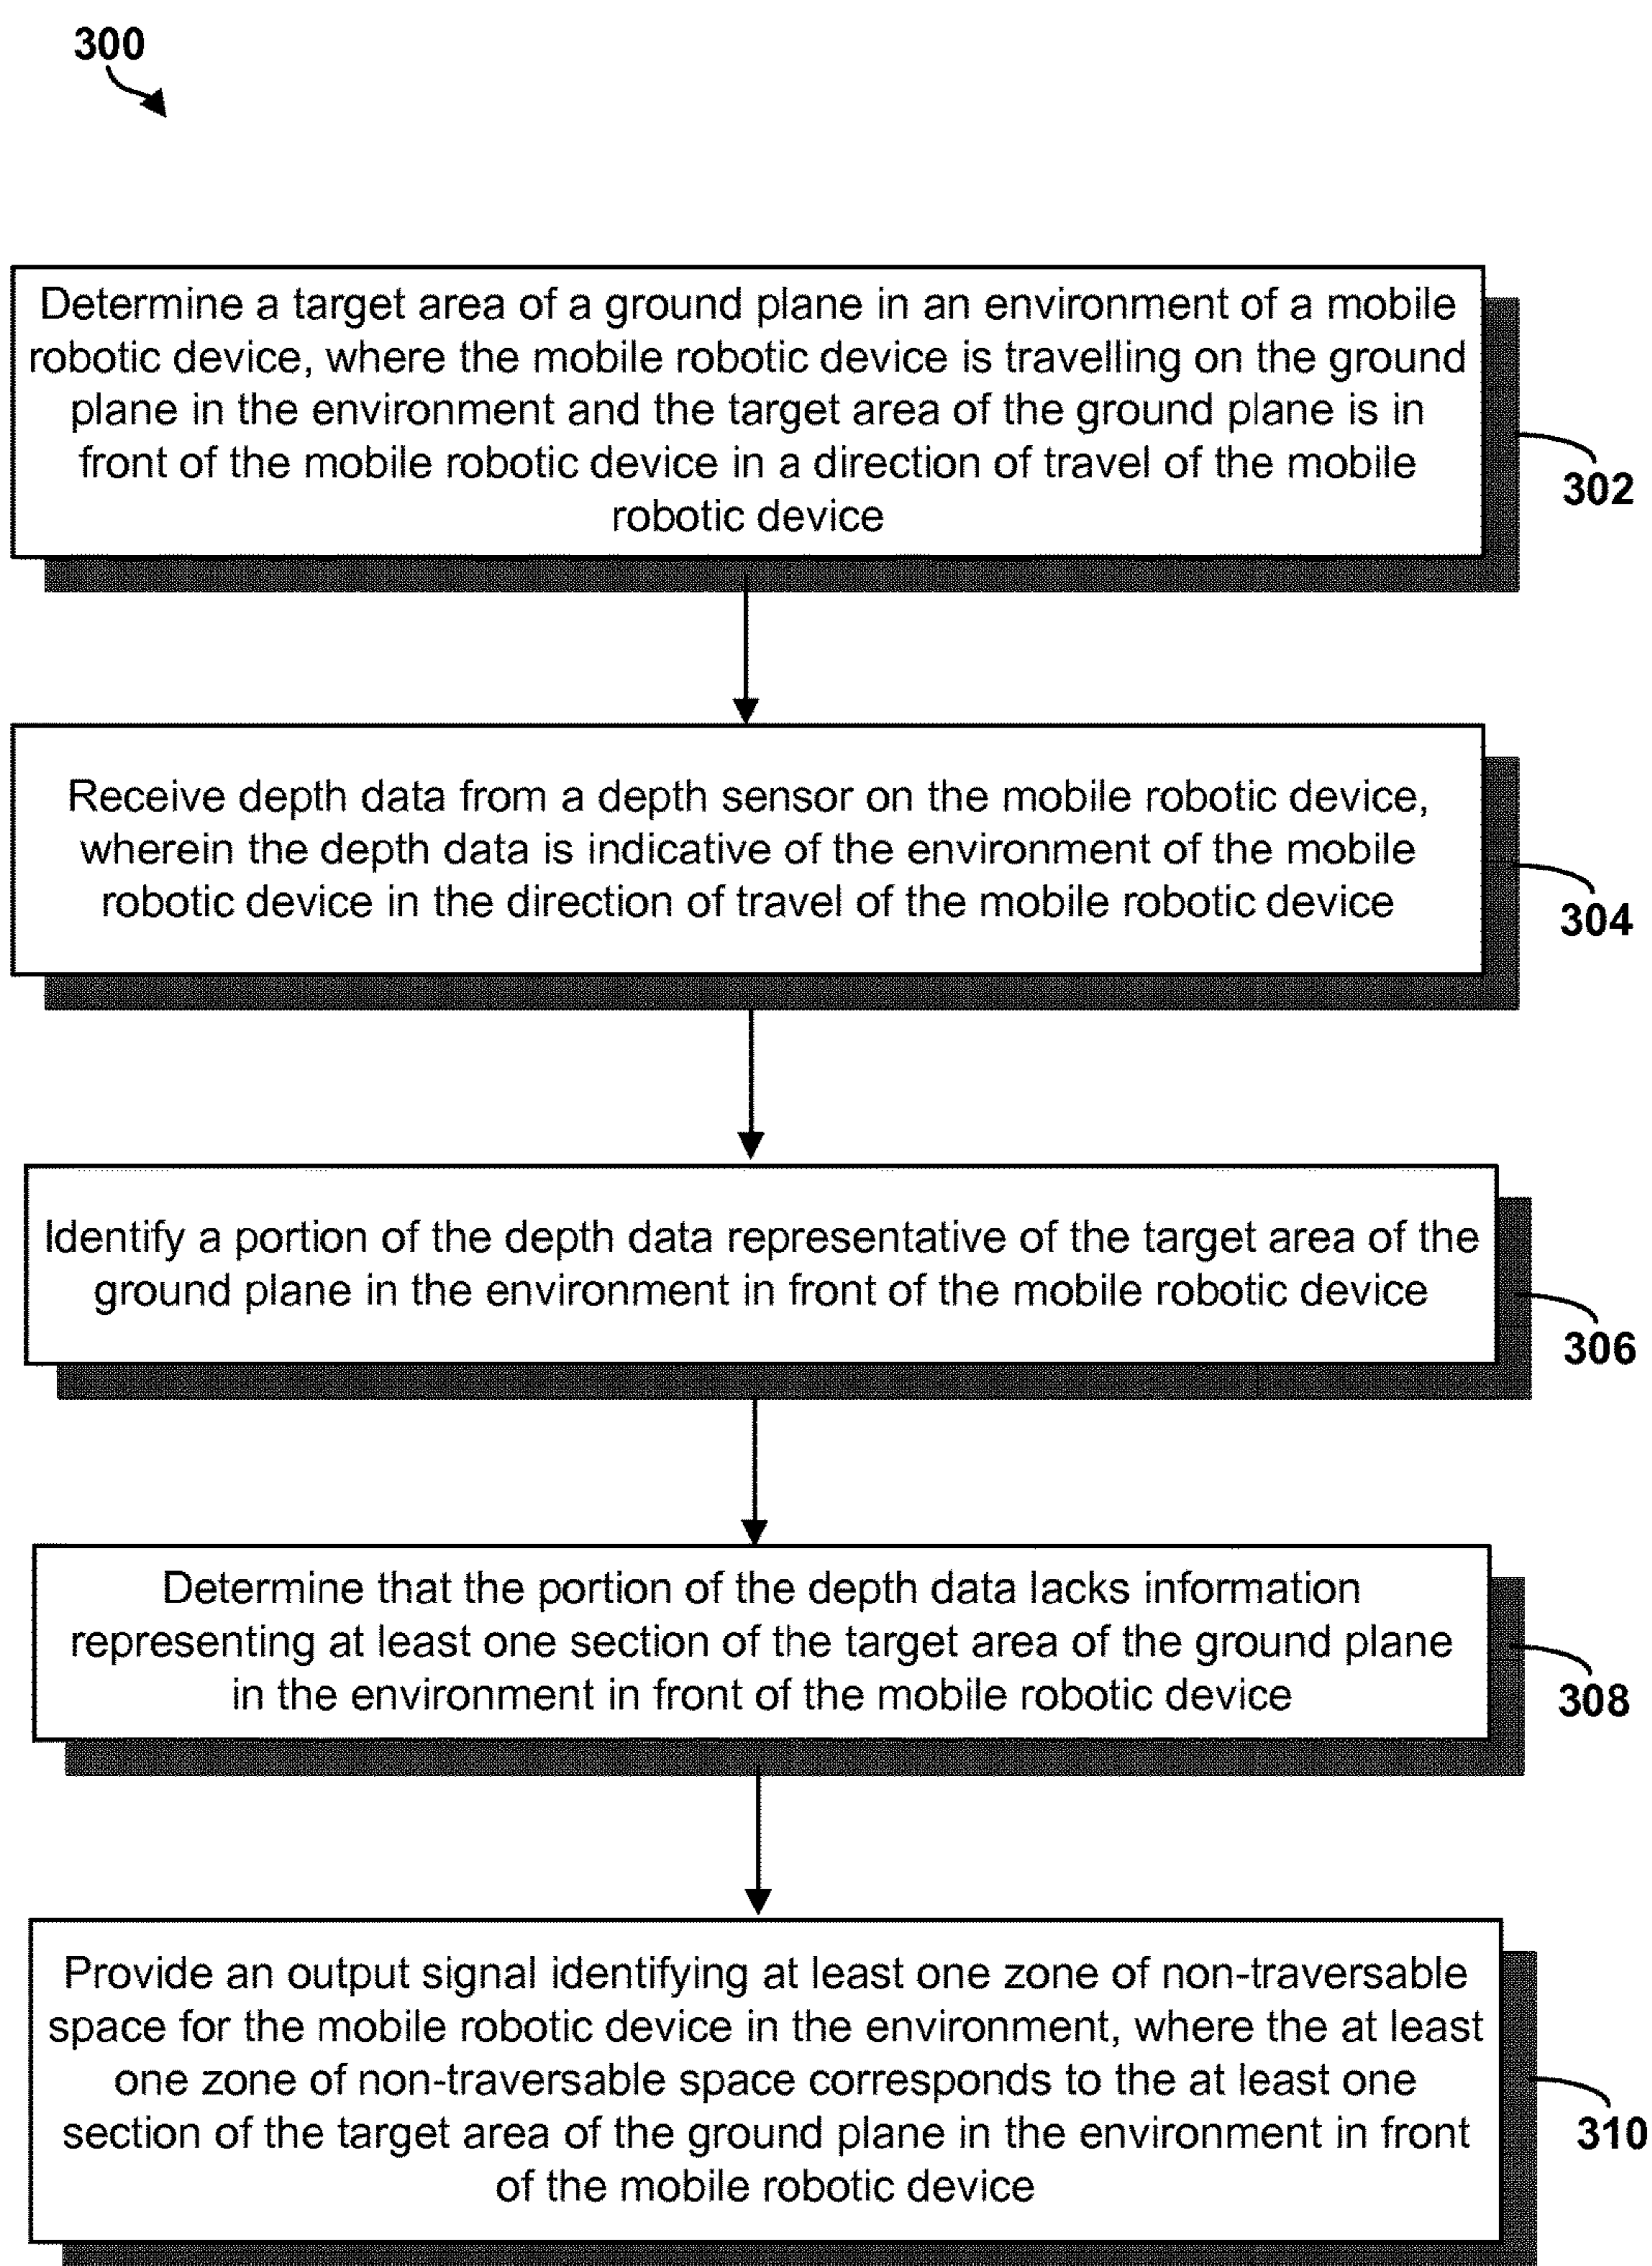 300
Determine a target area of a ground plane in an environment of a mobile
robotic device, where the mobile robotic device is travelling on the ground
plane in the environment and the target area of the ground plane is in
front of the mobile robotic device in a direction of travel of the mobile
robotic device
302
Receive depth data from a depth sensor on the mobile robotic device,
wherein the depth data is indicative of the environment of the mobile
robotic device in the direction of travel of the mobile robotic device
304
Identify a portion of the depth data representative of the target area of the
ground plane in the environment in front of the mobile robotic device
306
Determine that the portion of the depth data lacks information
representing at least one section of the target area of the ground plane
in the environment in front of the mobile robotic device
308
Provide an output signal identifying at least one zone of non-traversable
space for the mobile robotic device in the environment, where the at least
one zone of non-traversable space corresponds to the at least one
section of the target area of the ground plane in the environment in front
of the mobile robotic device
310